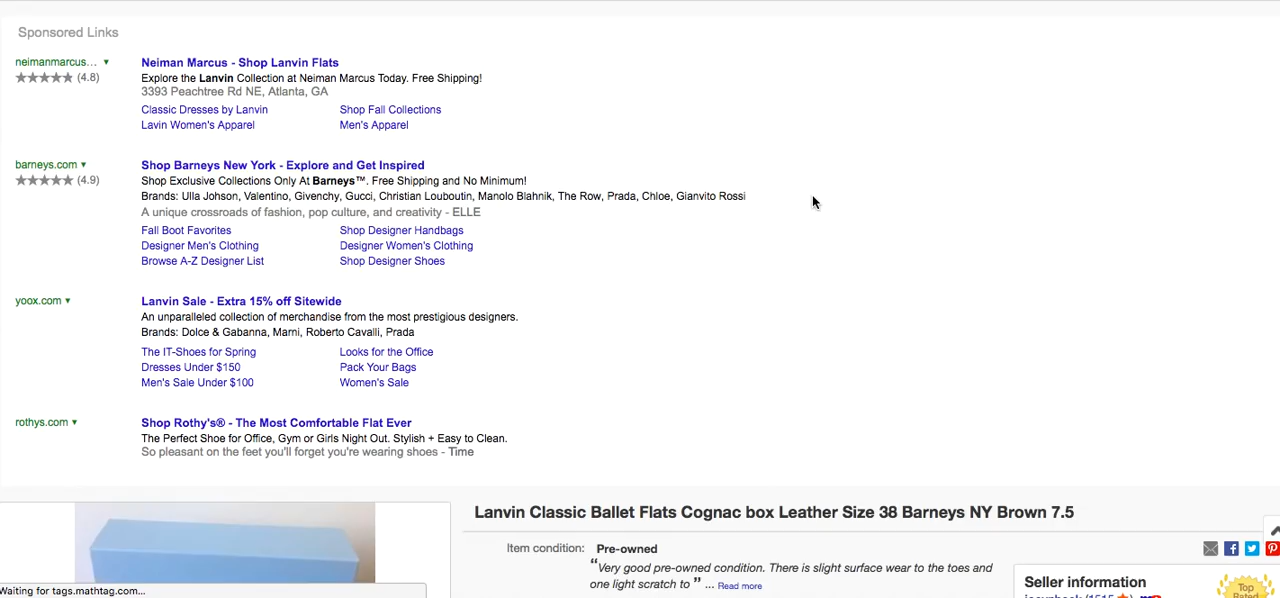 Sponsored Links
neimanmarcus... ▼
(4.8)
Neiman Marcus - Shop Lanvin Flats
Explore the Lanvin Collection at Neiman Marcus Today. Free Shipping!
3393 Peachtree Rd NE, Atlanta, GA
Classic Dresses by Lanvin Shop Fall Collections
Lavin Women's Apparel Men's Apparel
barneys.com ▼
(4.9)
Shop Barneys New York - Explore and Get Inspired
Shop Exclusive Collections Only At Barneys™. Free Shipping and No Minimum!
Brands: Ulla Johson, Valentino, Givenchy, Gucci, Christian Louboutin, Manolo Blahnik, The Row, Prada, Chloe, Gianvito Rossi
A unique crossroads of fashion, pop culture, and creativity - ELLE
Fall Boot Favorites Shop Designer Handbags
Designer Men's Clothing Designer Women's Clothing
Browse A-Z Designer List Shop Designer Shoes
yoox.com ▼
Lanvin Sale - Extra 15% off Sitewide
An unparalleled collection of merchandise from the most prestigious designers.
Brands: Dolce & Gabanna, Marni, Roberto Cavalli, Prada
The IT-Shoes for Spring Looks for the Office
Dresses Under $150 Pack Your Bags
Men's Sale Under $100 Women's Sale
rothys.com ▼
Shop Rothy's® - The Most Comfortable Flat Ever
The Perfect Shoe for Office, Gym or Girls Night Out. Stylish + Easy to Clean.
So pleasant on the feet you'll forget you're wearing shoes - Time
Lanvin Classic Ballet Flats Cognac box Leather Size 38 Barneys NY Brown 7.5
Item condition: Pre-owned
“Very good pre-owned condition. There is slight surface wear to the toes and
one light scratch to ” ... Read more
Seller information
Top
Rated
Waiting for tags.mathtag.com...